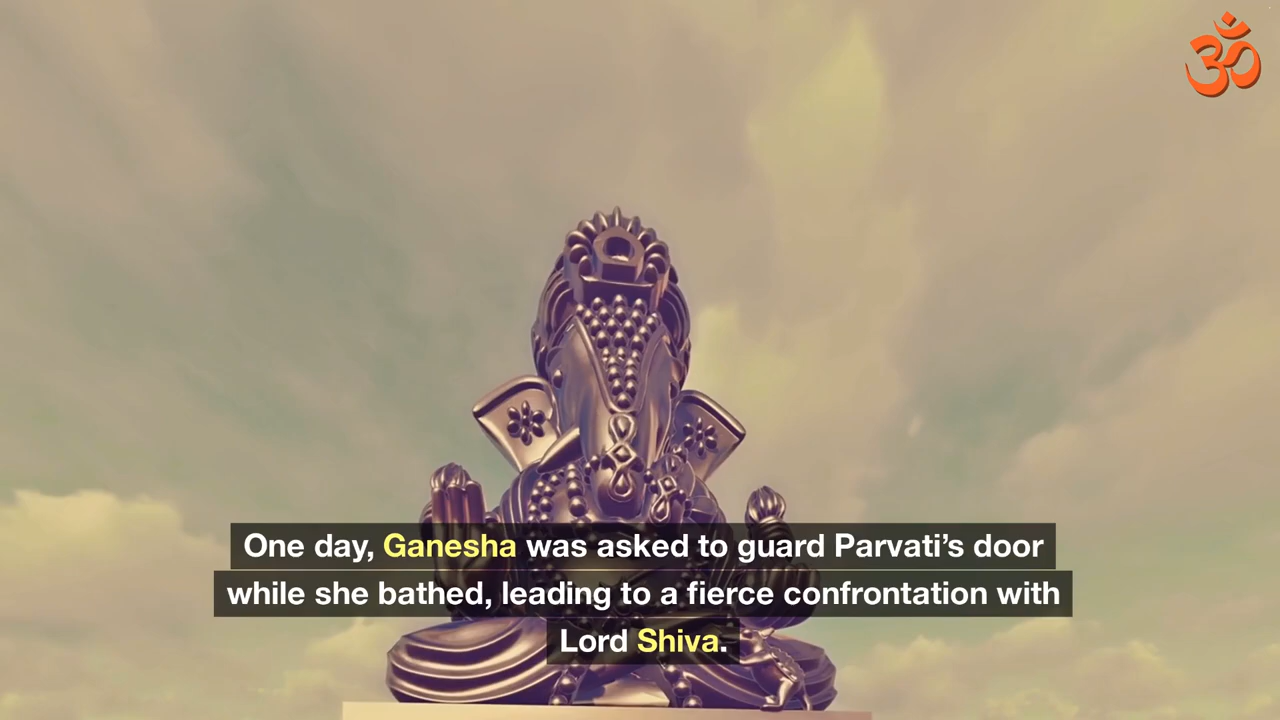 ॐ
One day, Ganesha was asked to guard Parvati’s door
while she bathed, leading to a fierce confrontation with
Lord Shiva.